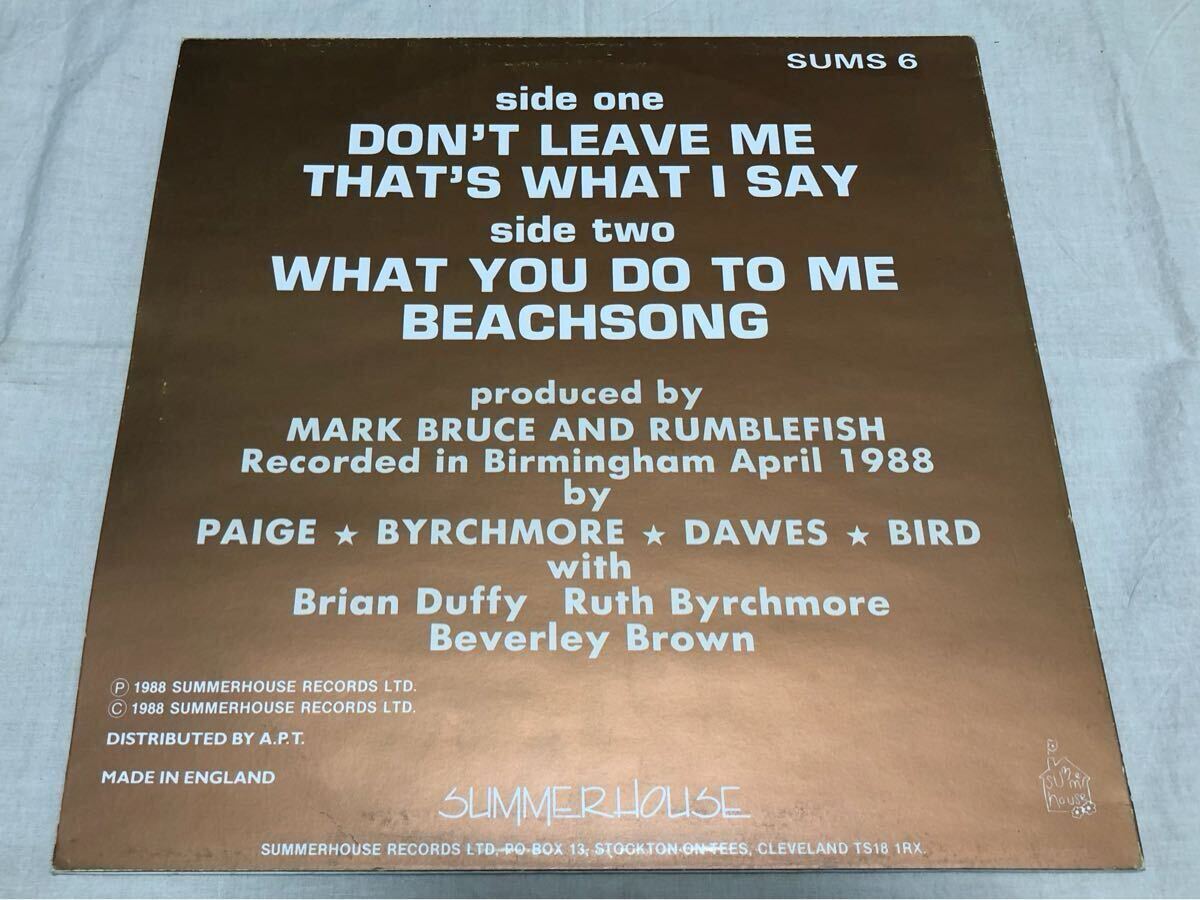 SUMS 6
side one
DON'T LEAVE ME
THAT'S WHAT I SAY
side two
WHAT YOU DO TO ME
BEACHSONG
produced by
MARK BRUCE AND RUMBLEFISH
Recorded in Birmingham April 1988
by
PAIGE ★ BYRCHMORE ★ DAWES ★ BIRD
with
Brian Duffy Ruth Byrchmore
Beverley Brown
Ⓟ 1988 SUMMERHOUSE RECORDS LTD.
Ⓒ 1988 SUMMERHOUSE RECORDS LTD.
DISTRIBUTED BY A.P.T.
MADE IN ENGLAND
SUMMERHOUSE
house
SUMMERHOUSE RECORDS LTD, PO BOX 13, STOCKTON-ON-TEES, CLEVELAND TS18 1RX.